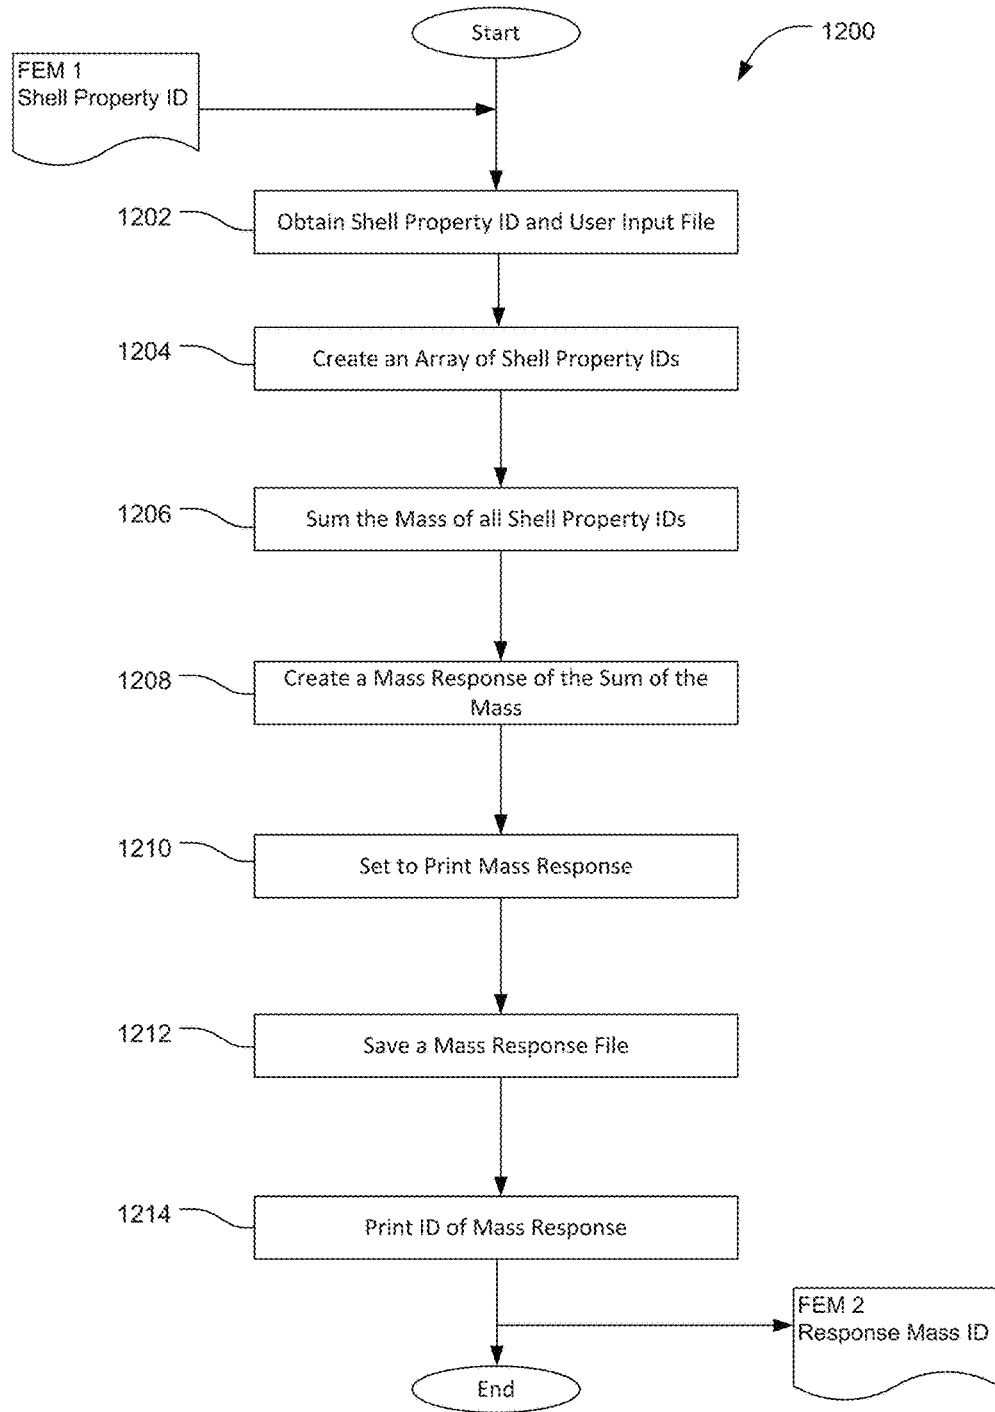 Start
1200
FEM 1
Shell Property ID
1202
Obtain Shell Property ID and User Input File
1204
Create an Array of Shell Property IDs
1206
Sum the Mass of all Shell Property IDs
1208
Create a Mass Response of the Sum of the
Mass
1210
Set to Print Mass Response
1212
Save a Mass Response File
1214
Print ID of Mass Response
FEM 2
Response Mass ID
End